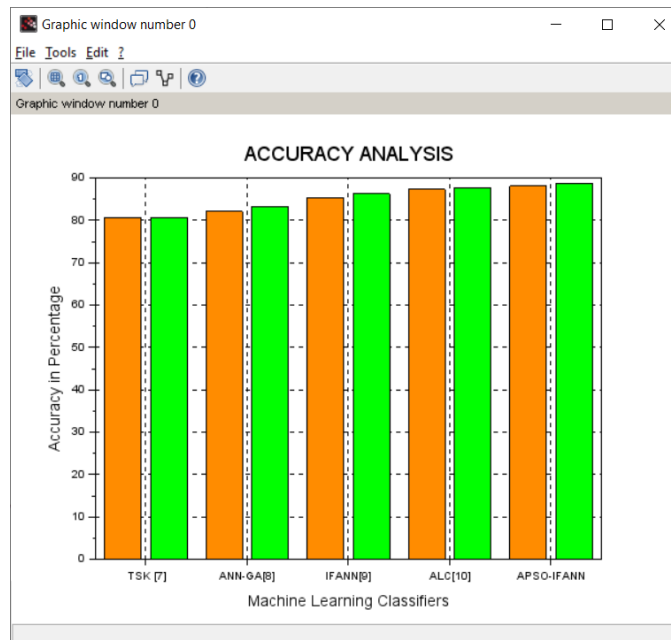 Graphic window number 0
File Tools Edit ?
Graphic window number 0
ACCURACY ANALYSIS
90
80
70
60
50
40
30
20
10
0
Accuracy in Percentage
TSK [7] ANN-GA[8] IFANN[9] ALC[10] APSO-IFANN
Machine Learning Classifiers